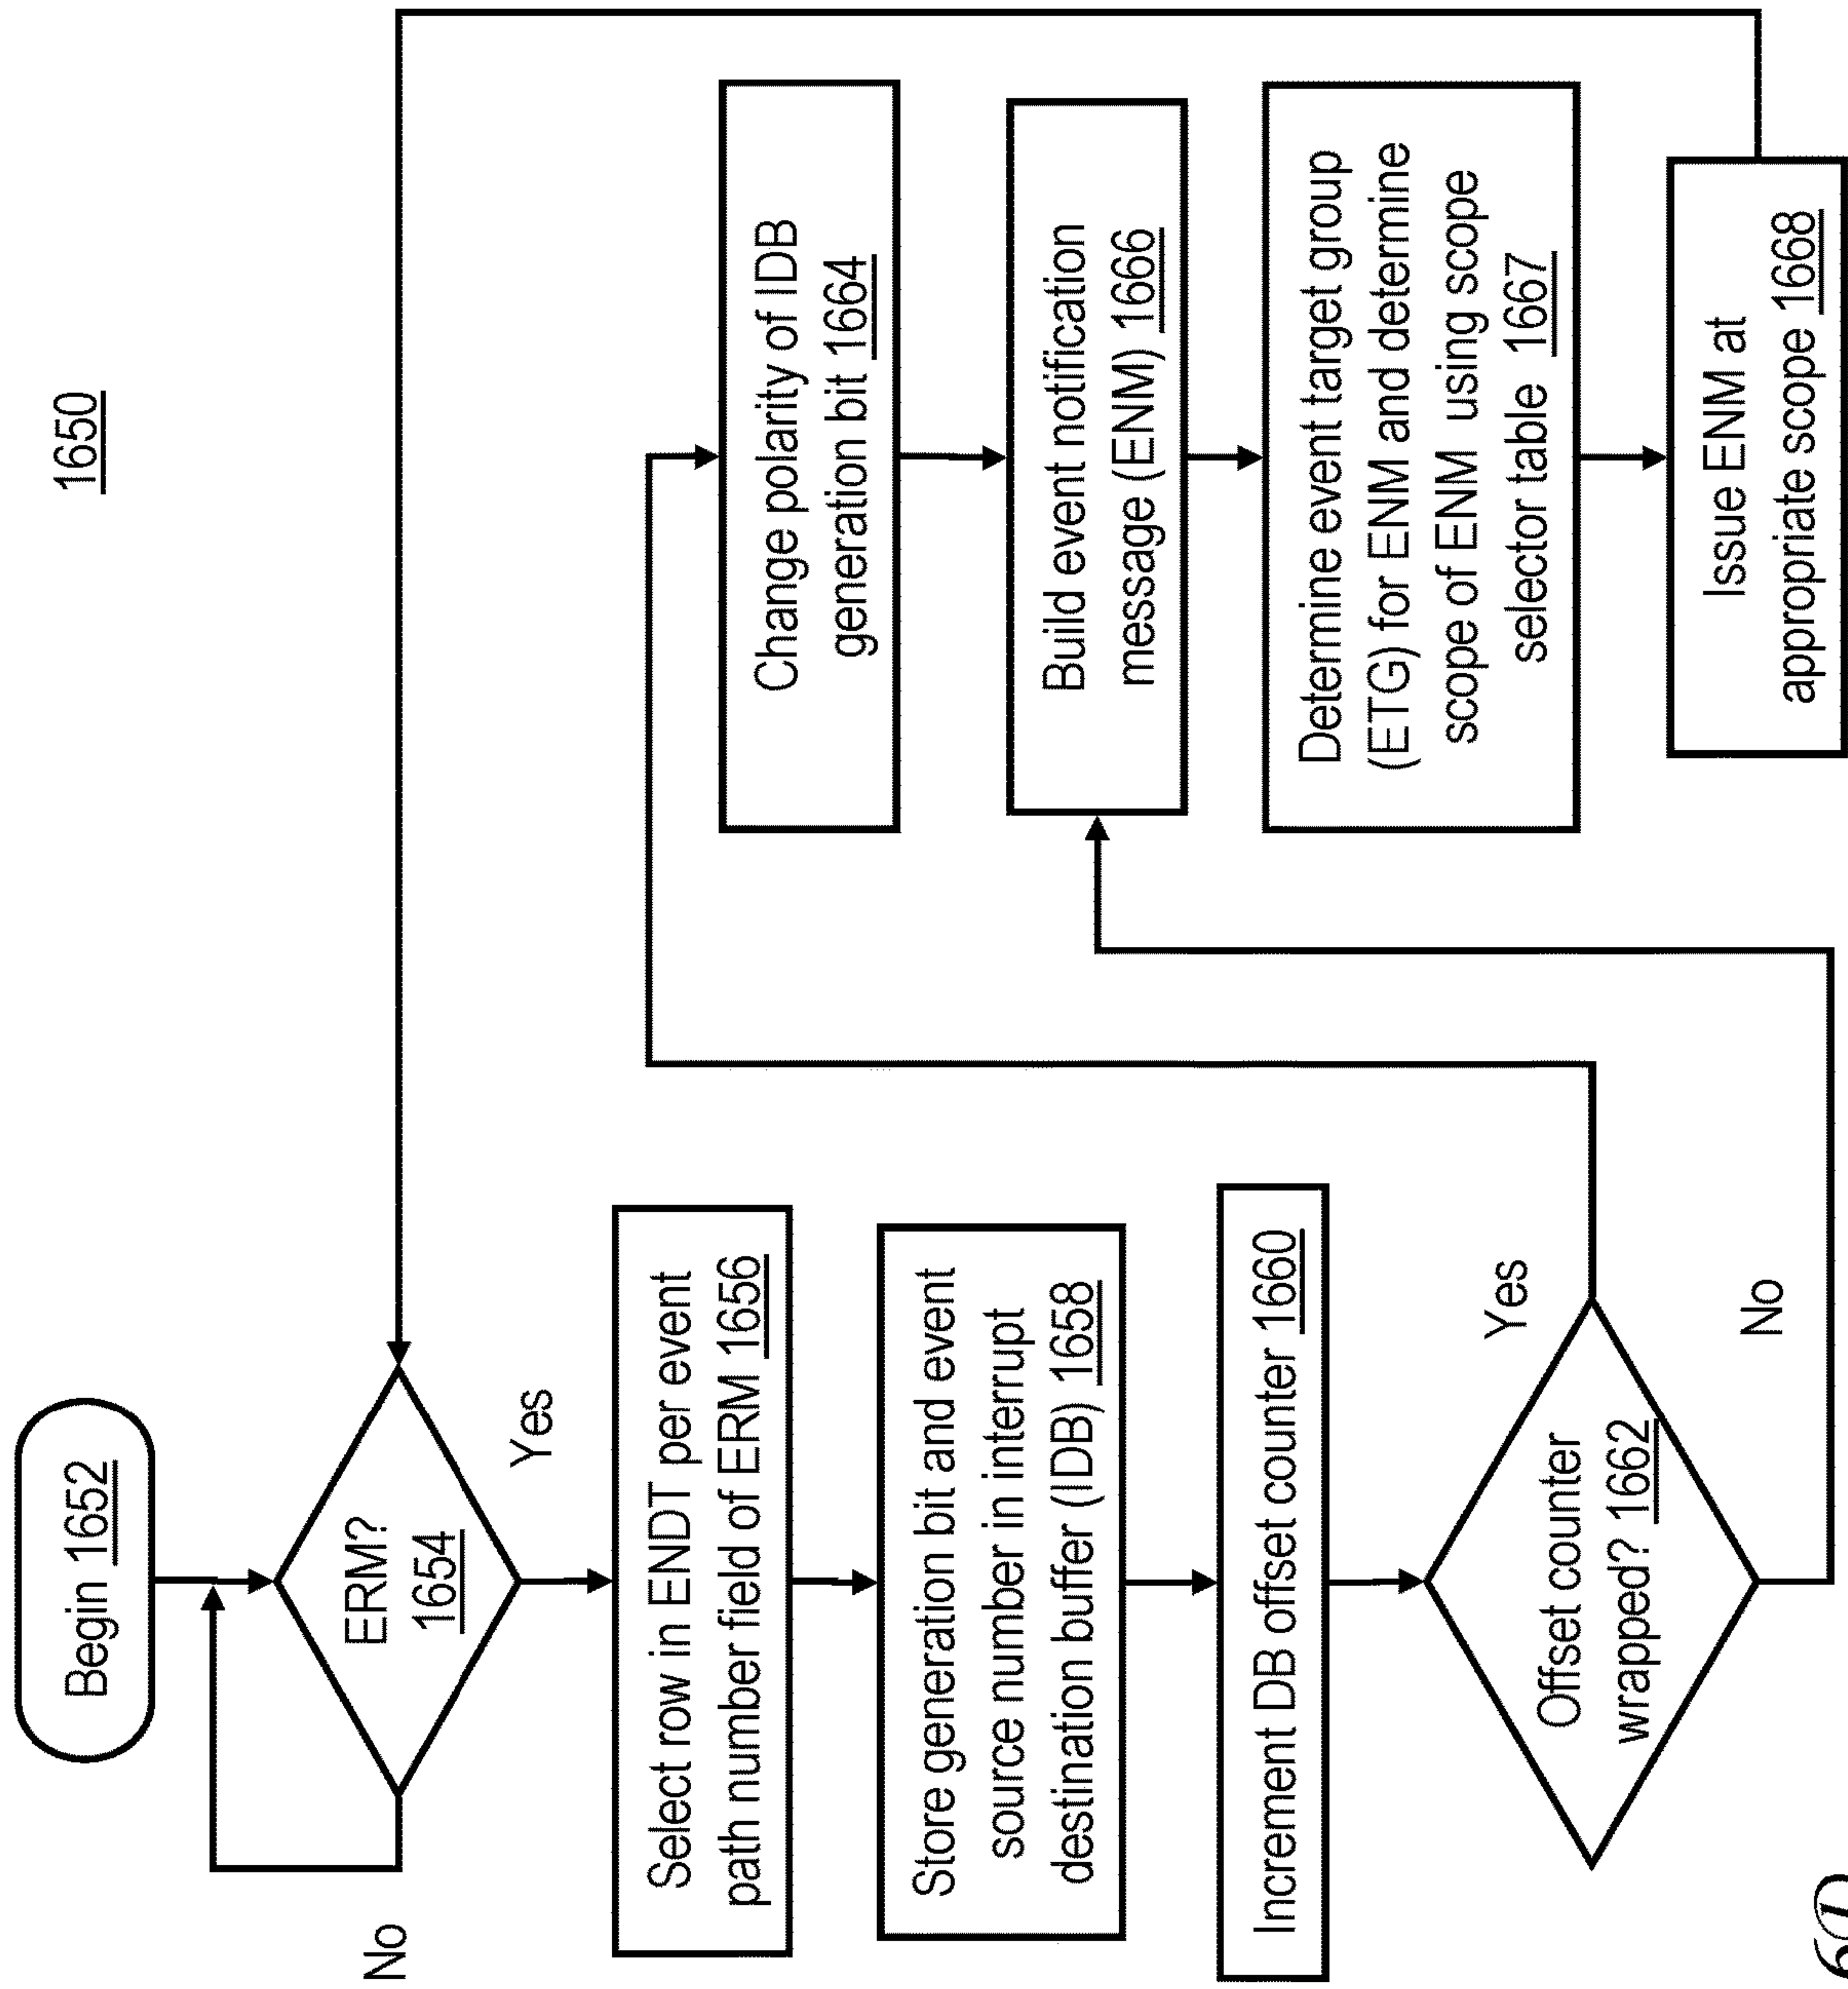 1650
Begin 1652
ERM?
1654
No
Yes
Select row in ENDT per event
path number field of ERM 1656
Store generation bit and event
source number in interrupt
destination buffer (IDB) 1658
Increment DB offset counter 1660
Offset counter
wrapped? 1662
Yes
No
Change polarity of IDB
generation bit 1664
Build event notification
message (ENM) 1666
Determine event target group
(ETG) for ENM and determine
scope of ENM using scope
selector table 1667
Issue ENM at
appropriate scope 1668